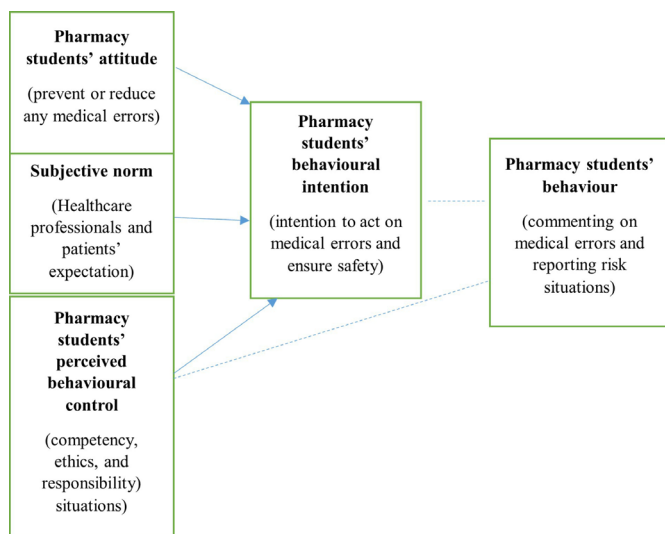 Pharmacy
students' attitude
(prevent or reduce
any medical errors)
Subjective norm
(Healthcare
professionals and
patients'
expectation)
Pharmacy
students'
perceived
behavioural
control
(competency,
ethics, and
responsibility)
situations)
Pharmacy
students'
behavioural
intention
(intention to act on
medical errors and
ensure safety)
Pharmacy students'
behaviour
(commenting on
medical errors and
reporting risk
situations)